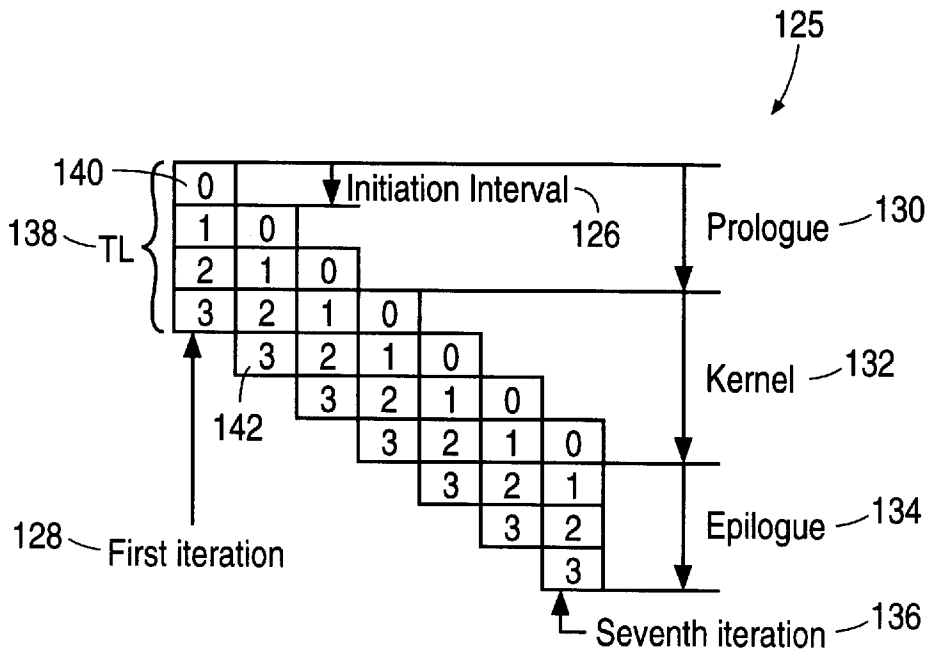 125
140
0
Initiation Interval
126
138
TL
1 0
Prologue
130
2 1 0
3 2 1 0
3 2 1 0
142
Kernel
132
3 2 1 0
3 2 1 0
3 2 1
128
First iteration
3 2
Epilogue
134
3
Seventh iteration
136